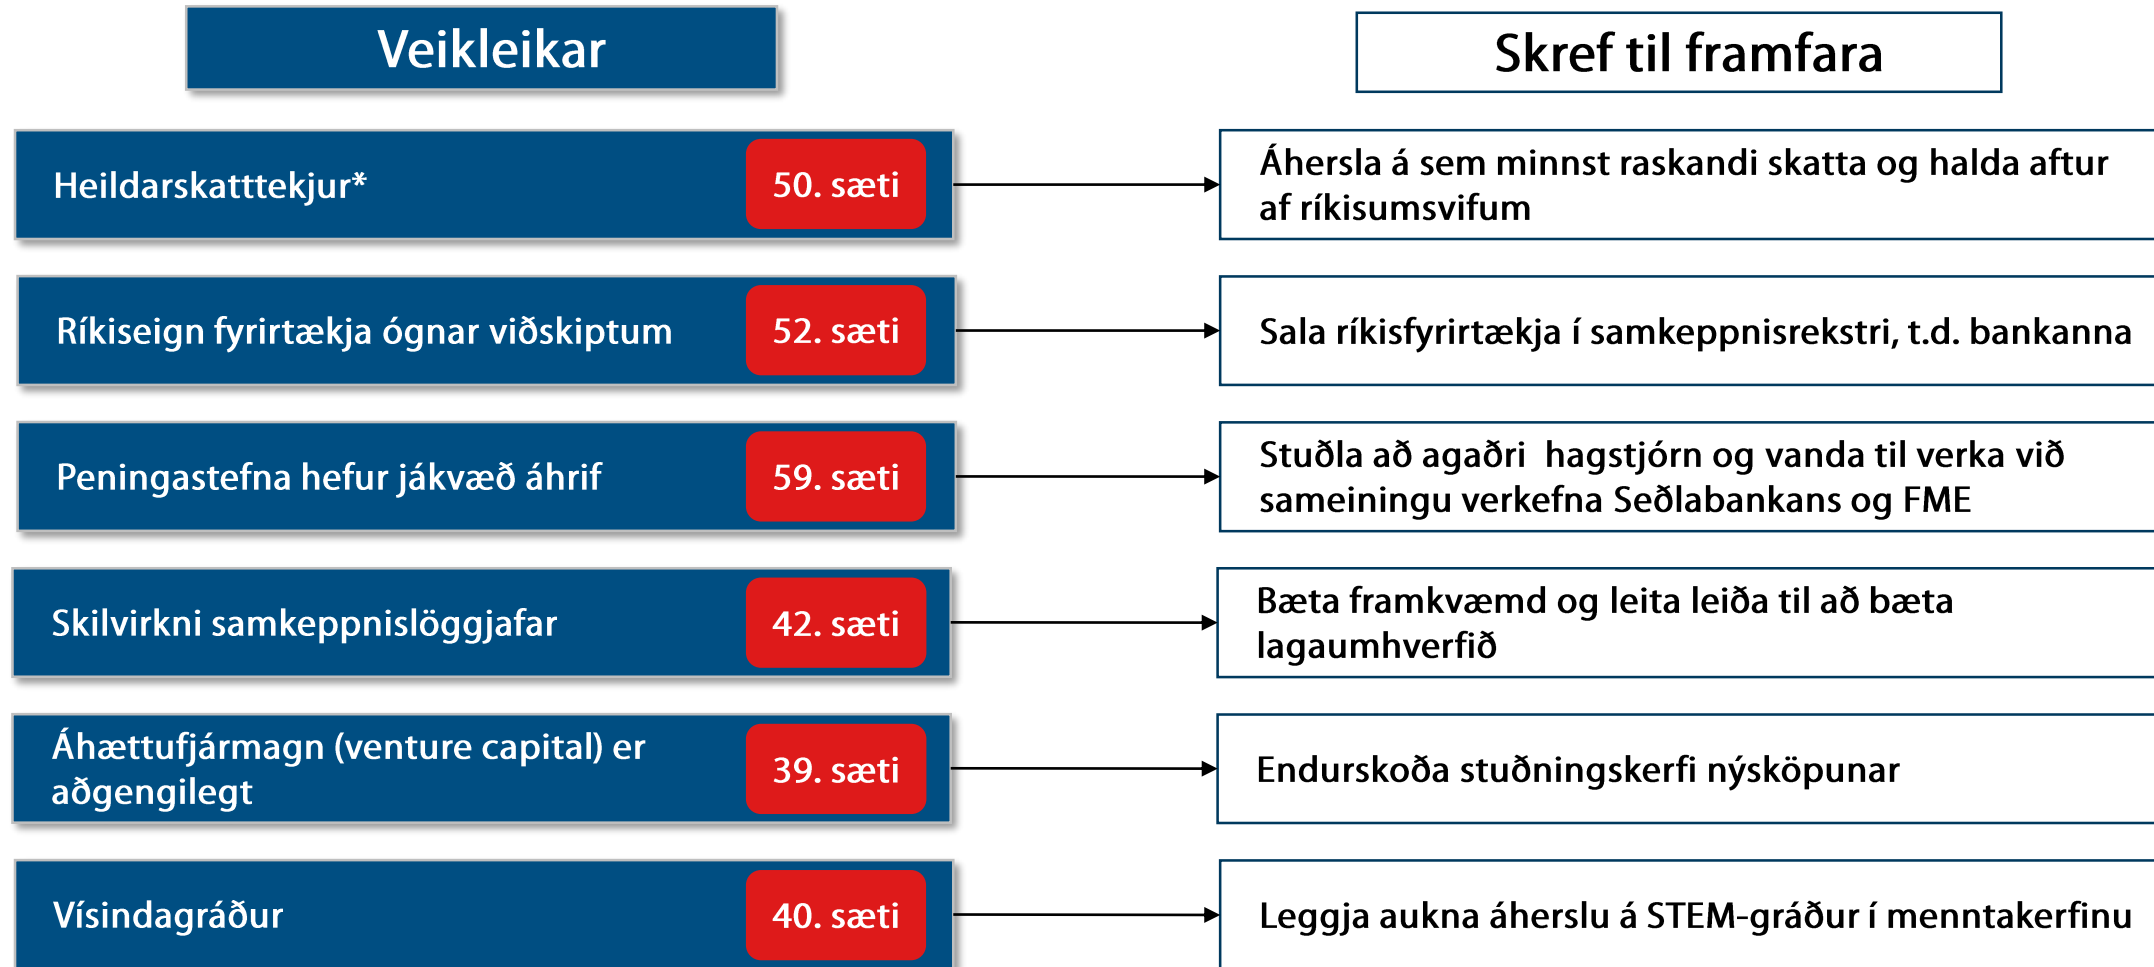 Veikleikar
Skref til framfara
Heildarskatttekjur*
50. sæti
Áhersla á sem minnst raskandi skatta og halda aftur
af ríkisumsvifum
Ríkiseign fyrirtækja ógnar viðskiptum
52. sæti
Sala ríkisfyrirtækja í samkeppnisrekstri, t.d. bankanna
Peningastefna hefur jákvæð áhrif
59. sæti
Stuðla að agaðri  hagstjórn og vanda til verka við
sameiningu verkefna Seðlabankans og FME
Skilvirkni samkeppnislöggjafar
42. sæti
Bæta framkvæmd og leita leiða til að bæta
lagaumhverfið
Áhættufjármagn (venture capital) er
aðgengilegt
39. sæti
Endurskoða stuðningskerfi nýsköpunar
Vísindagráður
40. sæti
Leggja aukna áherslu á STEM-gráður í menntakerfinu